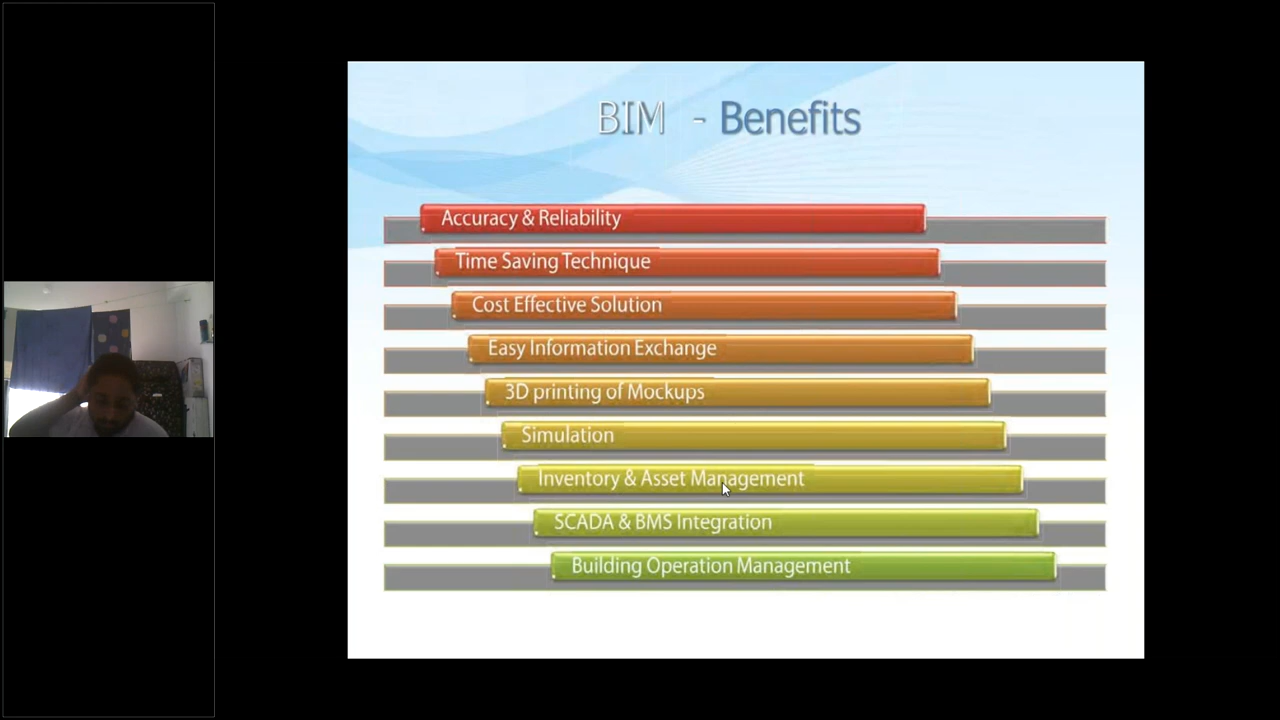 BIM - Benefits
Accuracy & Reliability
Time Saving Technique
Cost Effective Solution
Easy Information Exchange
3D printing of Mockups
Simulation
Inventory & Asset Management
SCADA & BMS Integration
Building Operation Management